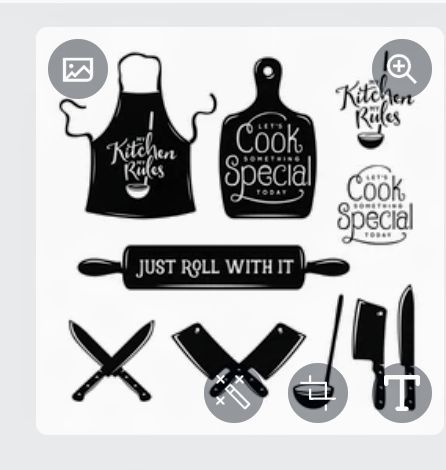 MY
Kitchen
MY
Rules
LET'S
Cook
SOMETHING
Special
TODAY
MY
Kitchen
MY
Rules
LET'S
Cook
SOMETHING
Special
TODAY
JUST ROLL WITH IT
T